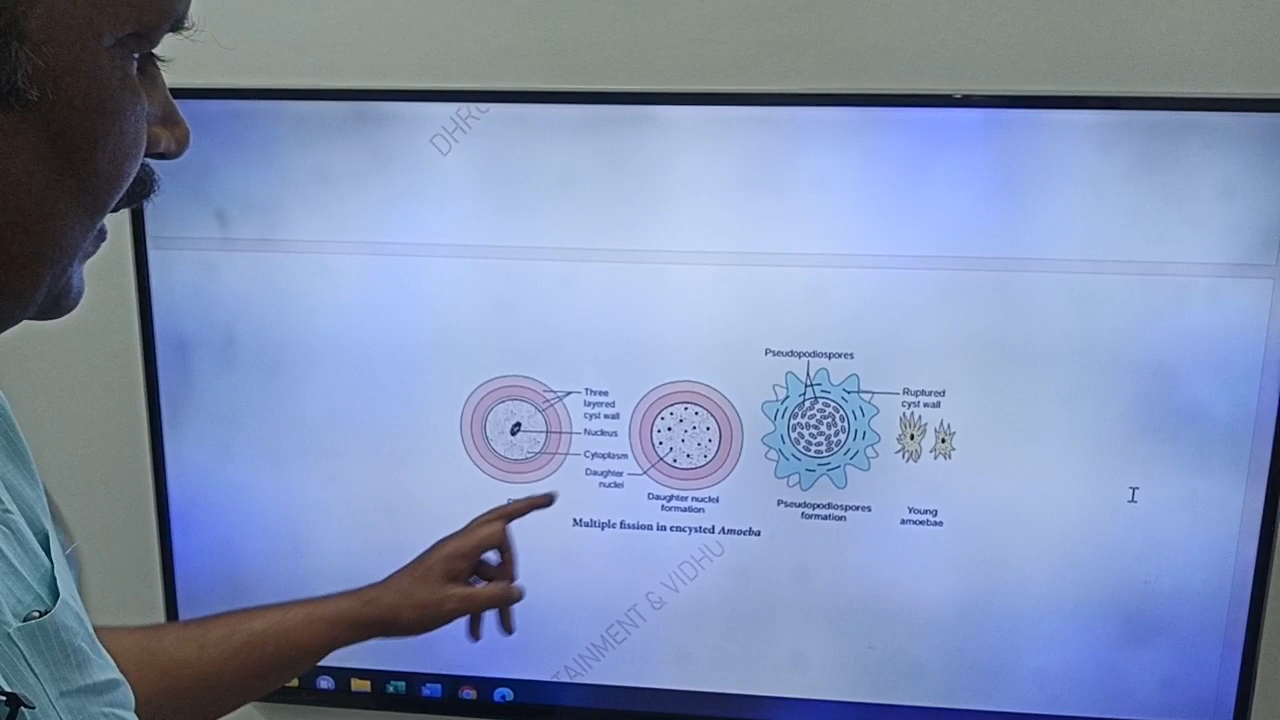 DHRU
Pseudopodiospores
Three
layered
cyst wall
Nucleus
Cytoplasm
Daughter
nuclei
Ruptured
cyst wall
Daughter nuclei
formation
Pseudopodiospores
formation
Young
amoebae
Multiple fission in encysted Amoeba
TAINMENT & VIDHU